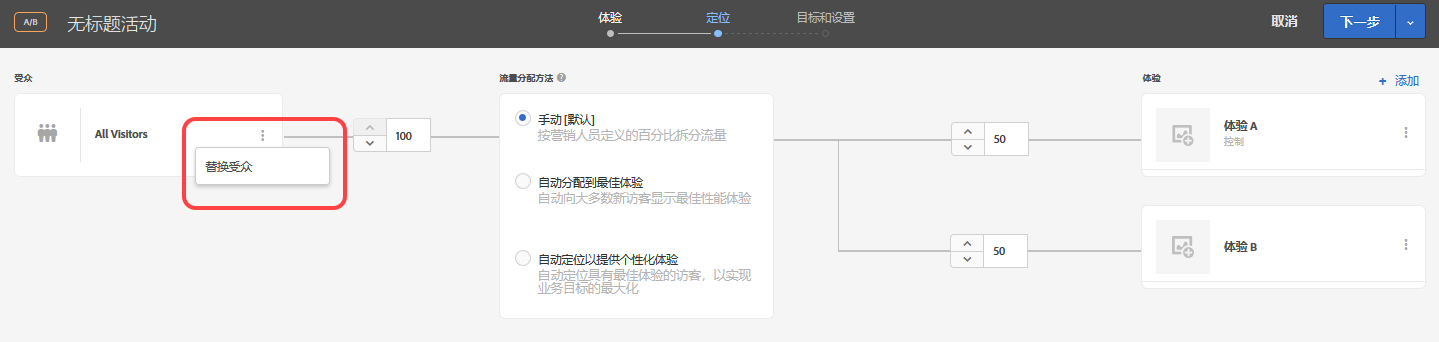 A/B
无标题活动
体验
定位
目标和设置
取消
下一步
受众
All Visitors
替换受众
100
流量分配方法
手动 [默认]
按营销人员定义的百分比拆分流量
自动分配到最佳体验
自动向大多数新访客显示最佳性能体验
自动定位以提供个性化体验
自动定位具有最佳体验的访客，以实现
业务目标的最大化
体验
+ 添加
50
体验 A
控制
50
体验 B